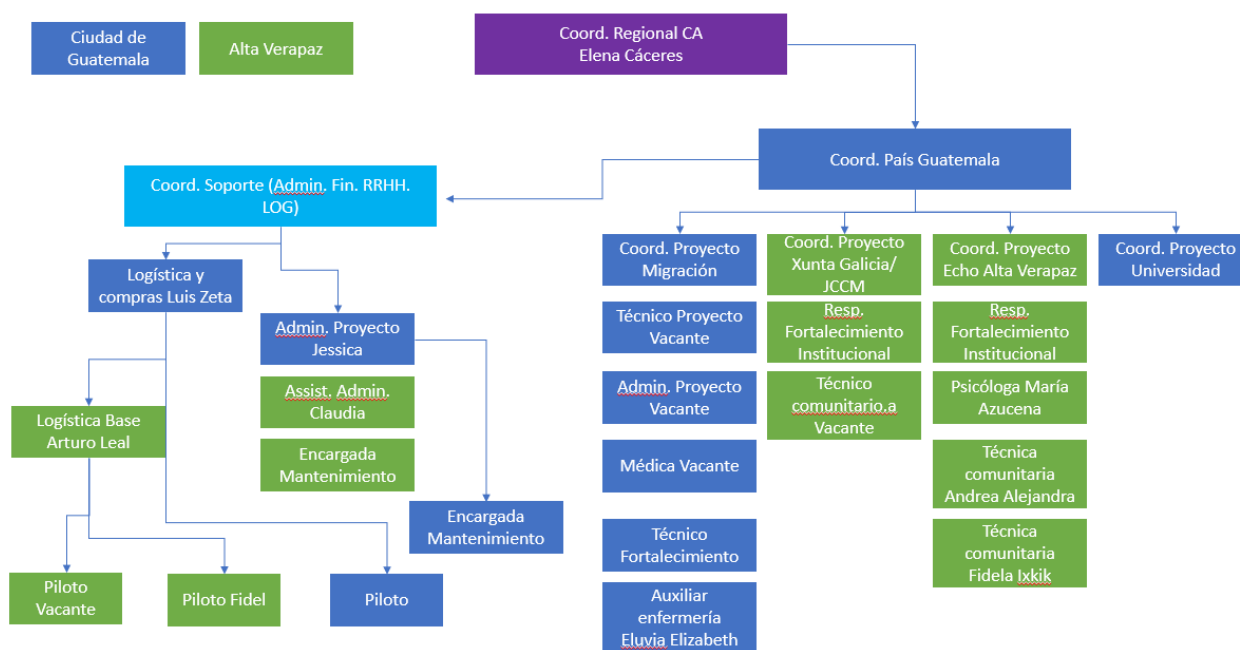 Ciudad de
Guatemala
Alta Verapaz
Coord. Regional CA
Elena Cáceres
Coord. País Guatemala
Coord. Soporte (Admin. Fin. RRHH.
LOG)
Logística y
compras Luis Zeta
Admin. Proyecto
Jessica
Assist. Admin.
Claudia
Encargada
Mantenimiento
Logística Base
Arturo Leal
Encargada
Mantenimiento
Piloto
Vacante
Piloto Fidel
Piloto
Coord. Proyecto
Migración
Técnico Proyecto
Vacante
Admin. Proyecto
Vacante
Médica Vacante
Técnico
Fortalecimiento
Auxiliar
enfermería
Eluvia Elizabeth
Coord. Proyecto
Xunta Galicia/
JCCM
Resp.
Fortalecimiento
Institucional
Técnico
comunitario.a
Vacante
Coord. Proyecto
Echo Alta Verapaz
Resp.
Fortalecimiento
Institucional
Psicóloga María
Azucena
Técnica
comunitaria
Andrea Alejandra
Técnica
comunitaria
Fidela Ixkik
Coord. Proyecto
Universidad